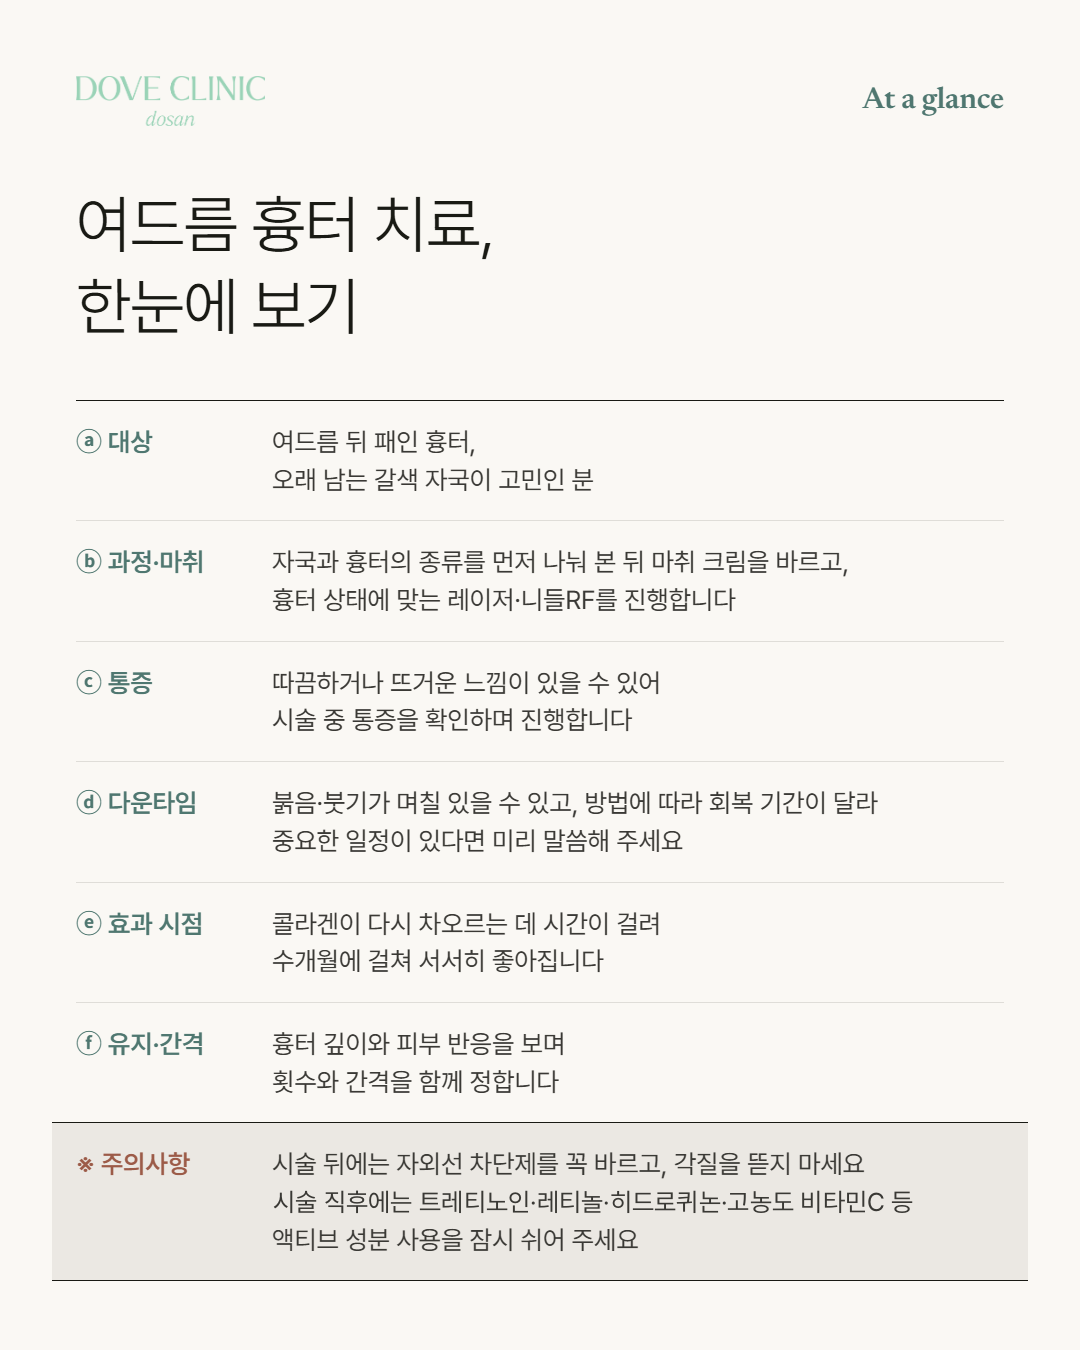 DOVE CLINIC
dosan
At a glance
여드름 흉터 치료,
한눈에 보기
ⓐ 대상
여드름 뒤 패인 흉터,
오래 남는 갈색 자국이 고민인 분
ⓑ 과정·마취
자국과 흉터의 종류를 먼저 나눠 본 뒤 마취 크림을 바르고,
흉터 상태에 맞는 레이저·니들RF를 진행합니다
ⓒ 통증
따끔하거나 뜨거운 느낌이 있을 수 있어
시술 중 통증을 확인하며 진행합니다
ⓓ 다운타임
붉음·붓기가 며칠 있을 수 있고, 방법에 따라 회복 기간이 달라
중요한 일정이 있다면 미리 말씀해 주세요
ⓔ 효과 시점
콜라겐이 다시 차오르는 데 시간이 걸려
수개월에 걸쳐 서서히 좋아집니다
ⓕ 유지·간격
흉터 깊이와 피부 반응을 보며
횟수와 간격을 함께 정합니다
※ 주의사항
시술 뒤에는 자외선 차단제를 꼭 바르고, 각질을 뜯지 마세요
시술 직후에는 트레티노인·레티놀·히드로퀴논·고농도 비타민C 등
액티브 성분 사용을 잠시 쉬어 주세요